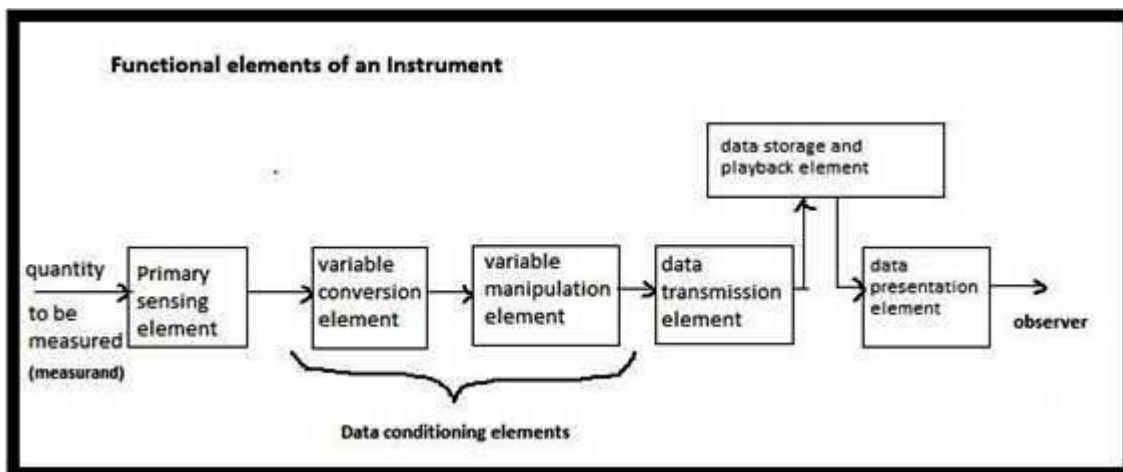 Functional elements of an Instrument
data storage and
playback element
quantity
to be
measured
(measurand)
Primary
sensing
element
variable
conversion
element
variable
manipulation
element
data
transmission
element
data
presentation
element
observer
Data conditioning elements